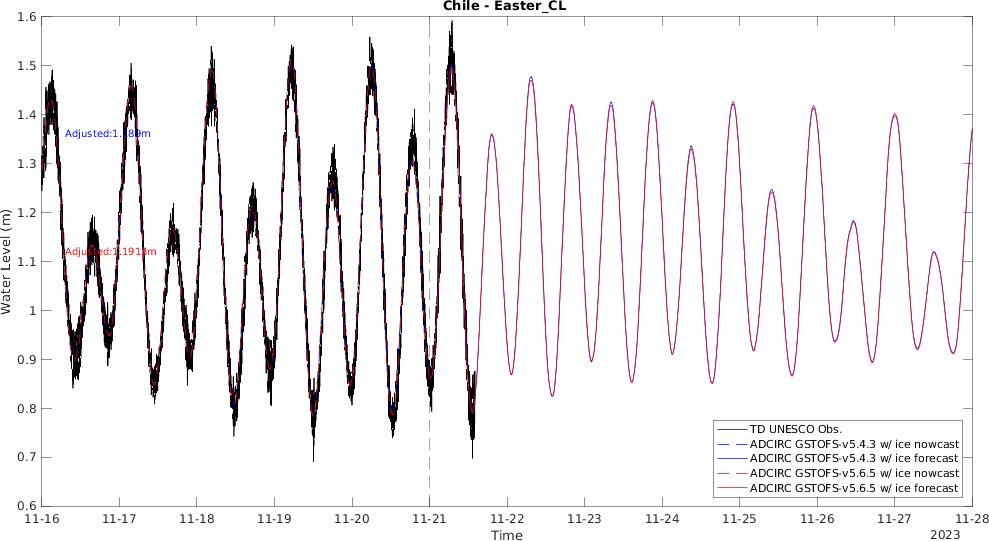 Chile - Easter_CL
Water Level (m)
1.6
1.5
1.4
1.3
1.2
1.1
1
0.9
0.8
0.7
0.6
Adjusted:1.1913m
TD UNESCO Obs.
ADCIRC GSTOFS-v5.4.3 w/ ice nowcast
ADCIRC GSTOFS-v5.4.3 w/ ice forecast
ADCIRC GSTOFS-v5.6.5 w/ ice nowcast
ADCIRC GSTOFS-v5.6.5 w/ ice forecast
11-16 11-17 11-18 11-19 11-20 11-21 11-22 11-23 11-24 11-25 11-26 11-27 11-28
Time
2023